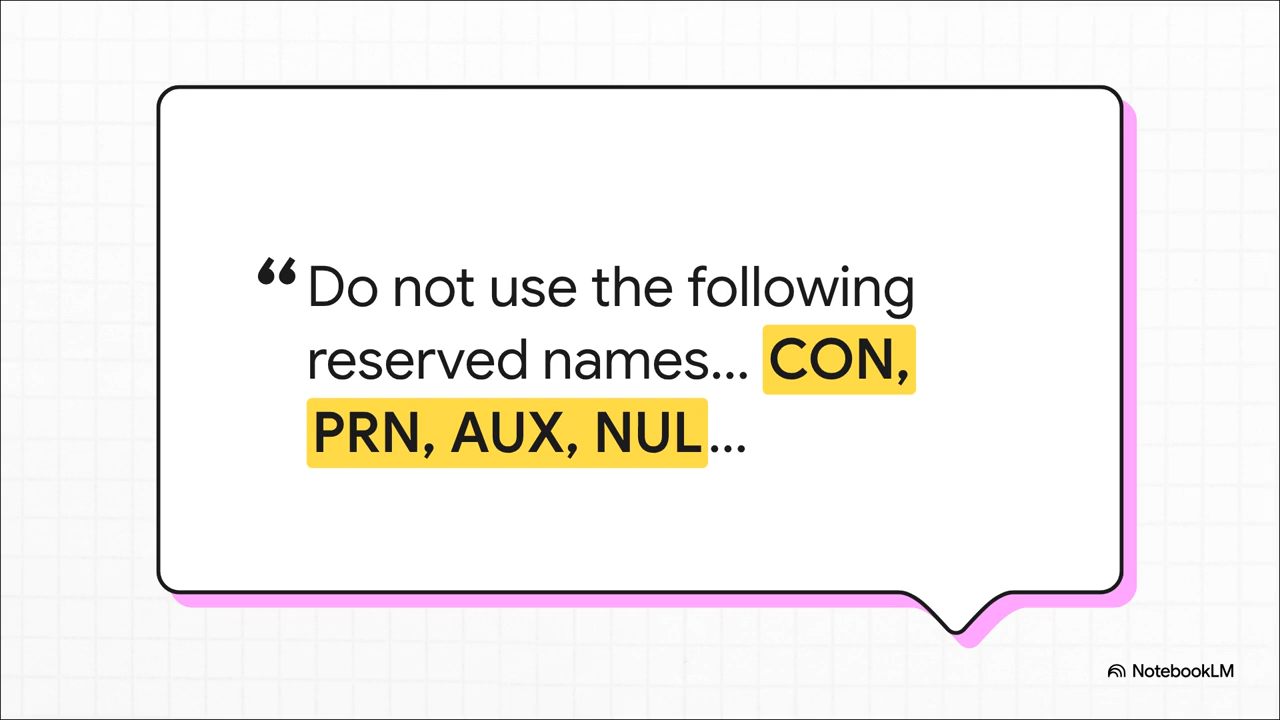 “Do not use the following
reserved names... CON,
PRN, AUX, NUL...
NotebookLM